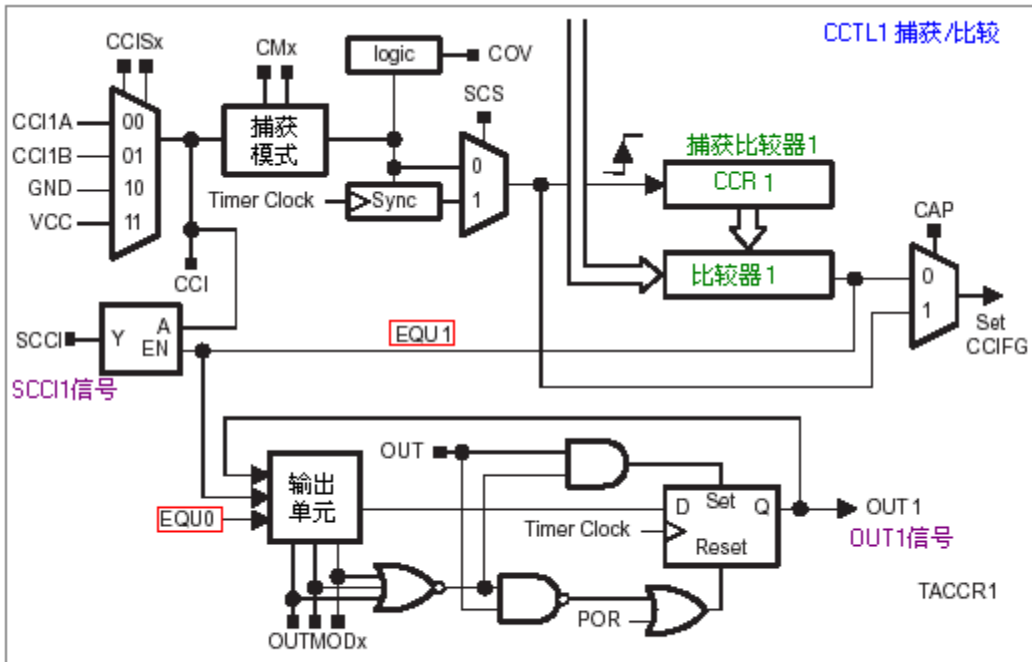 CCTL1 捕获/比较
CCISx
CMx
logic
COV
SCS
CCI1A
CCI1B
GND
VCC
00
01
10
11
捕获
模式
Timer Clock
Sync
0
1
捕获比较器1
CCR 1
比较器1
CAP
0
1
Set
CCIFG
CCI
SCCI
Y
A
EN
SCCI1信号
EQU1
OUT
输出
单元
EQU0
Timer Clock
D
Set
Q
Reset
OUT1
OUT1信号
OUTMODx
POR
TACCR1